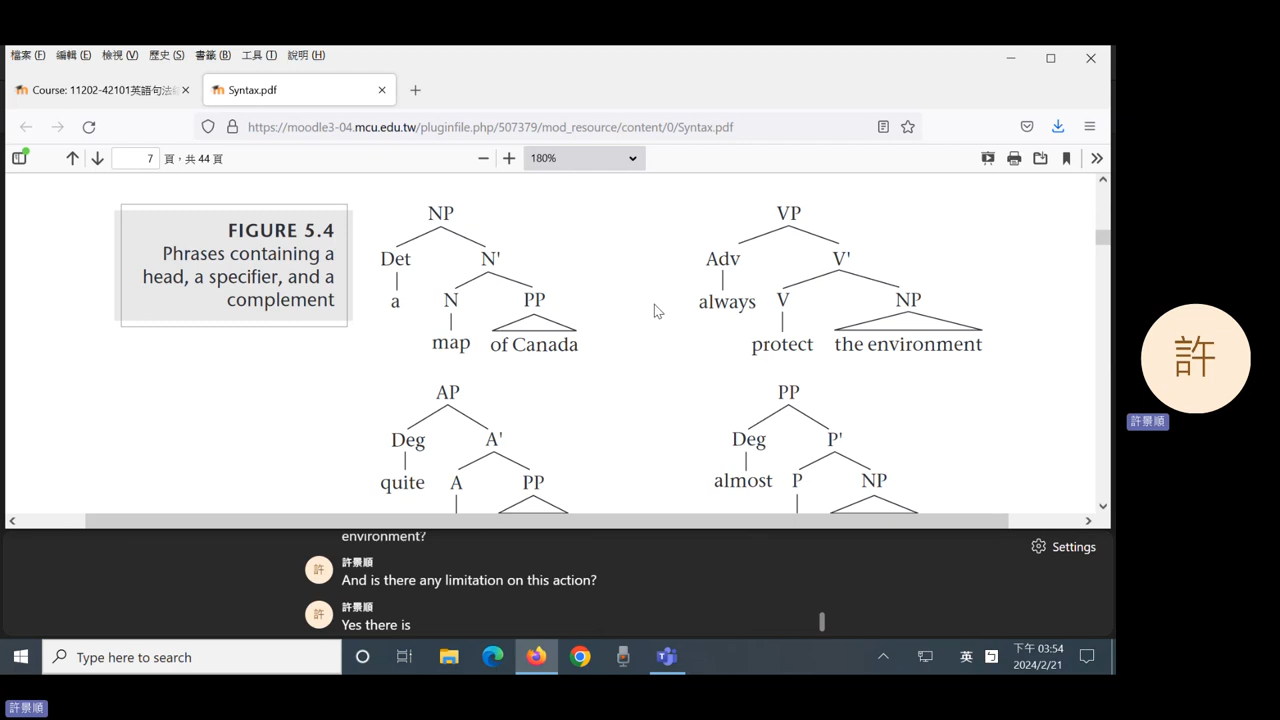 檔案 (F) 編輯 (E) 檢視 (V) 歷史 (S) 書籤 (B) 工具 (T) 說明 (H)
Course: 11202-42101英語句法 Syntax.pdf
https://moodle3-04.mcu.edu.tw/pluginfile.php/507379/mod_resource/content/0/Syntax.pdf
7 頁，共 44 頁 180%
FIGURE 5.4
Phrases containing a
head, a specifier, and a
complement
NP
Det N'
a N PP
map of Canada
VP
Adv V'
always V NP
protect the environment
AP
Deg A'
quite A PP
PP
Deg P'
almost P NP
environment?
許景順
許
And is there any limitation on this action?
許景順
許
Yes there is
Settings
許
許景順
Type here to search
英
下午 03:54
2024/2/21
許景順